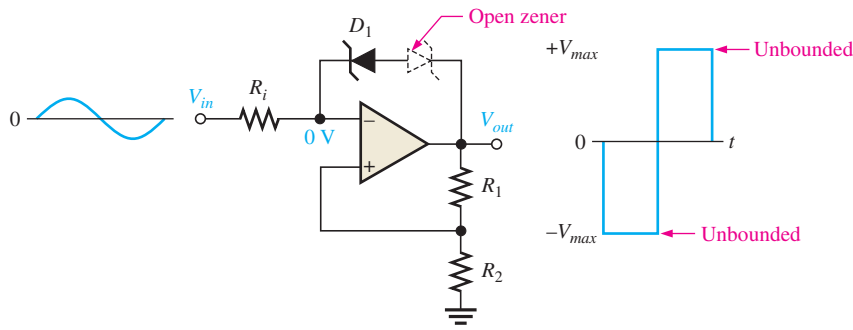 Open zener
D1
+Vmax
Unbounded
Vin
Ri
0
0 V
−
+
Vout
0
t
R1
−Vmax
Unbounded
R2